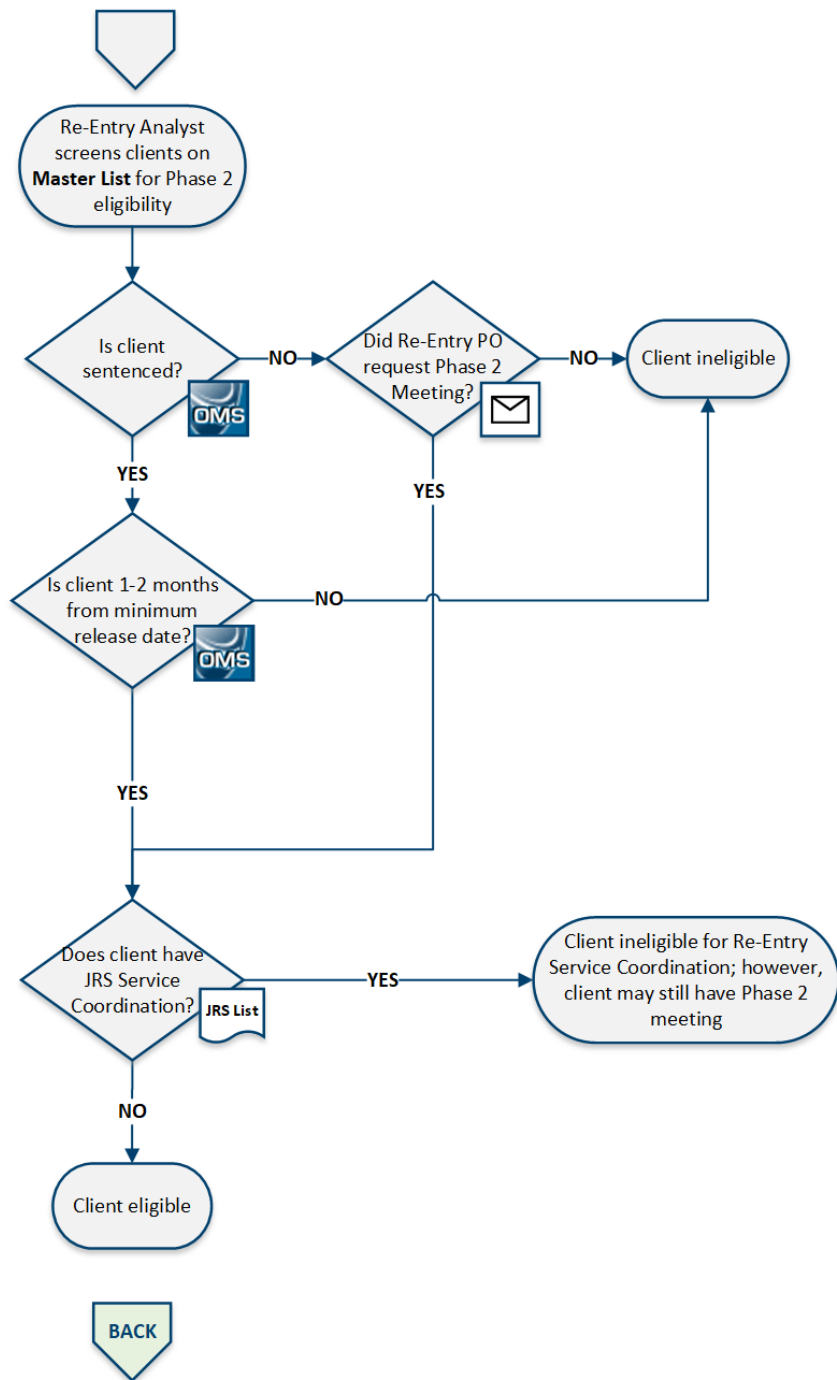 Re-Entry Analyst
screens clients on
Master List for Phase 2
eligibility
Is client
sentenced?
OMS
NO
Did Re-Entry PO
request Phase 2
Meeting?
NO
Client ineligible
YES
YES
Is client 1-2 months
from minimum
release date?
OMS
NO
YES
Does client have
JRS Service
Coordination?
JRS List
YES
Client ineligible for Re-Entry
Service Coordination; however,
client may still have Phase 2
meeting
NO
Client eligible
BACK